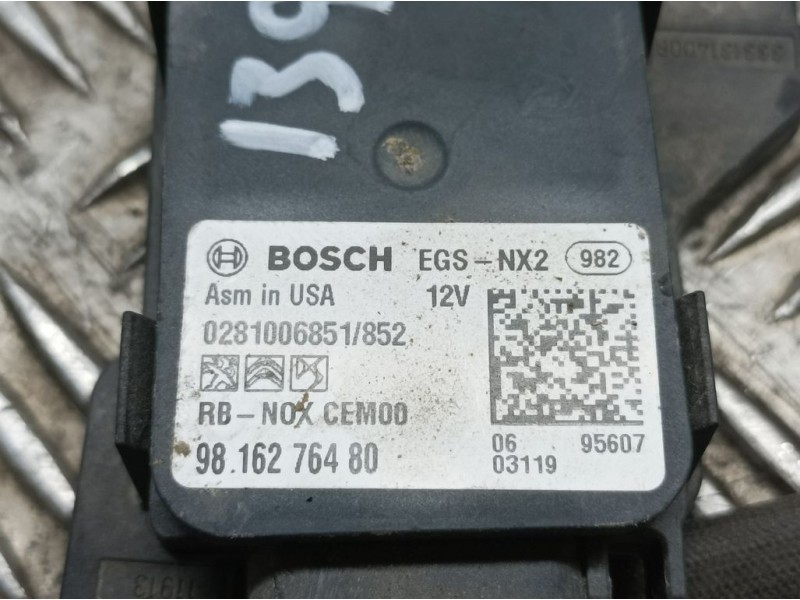 139
BOSCH EGS-NX2 982
Asm in USA 12V
0281006851/852
RB-NOX CEM00
98.162 764 80
06 95607
03119